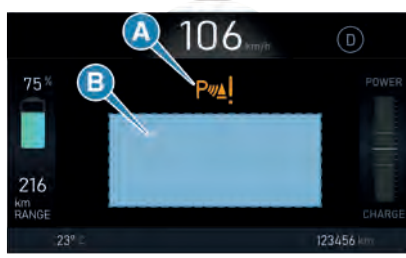 A
106 km/h
D
75 %
B
P!
POWER
216
km
RANGE
CHARGE
23° C
123456 km